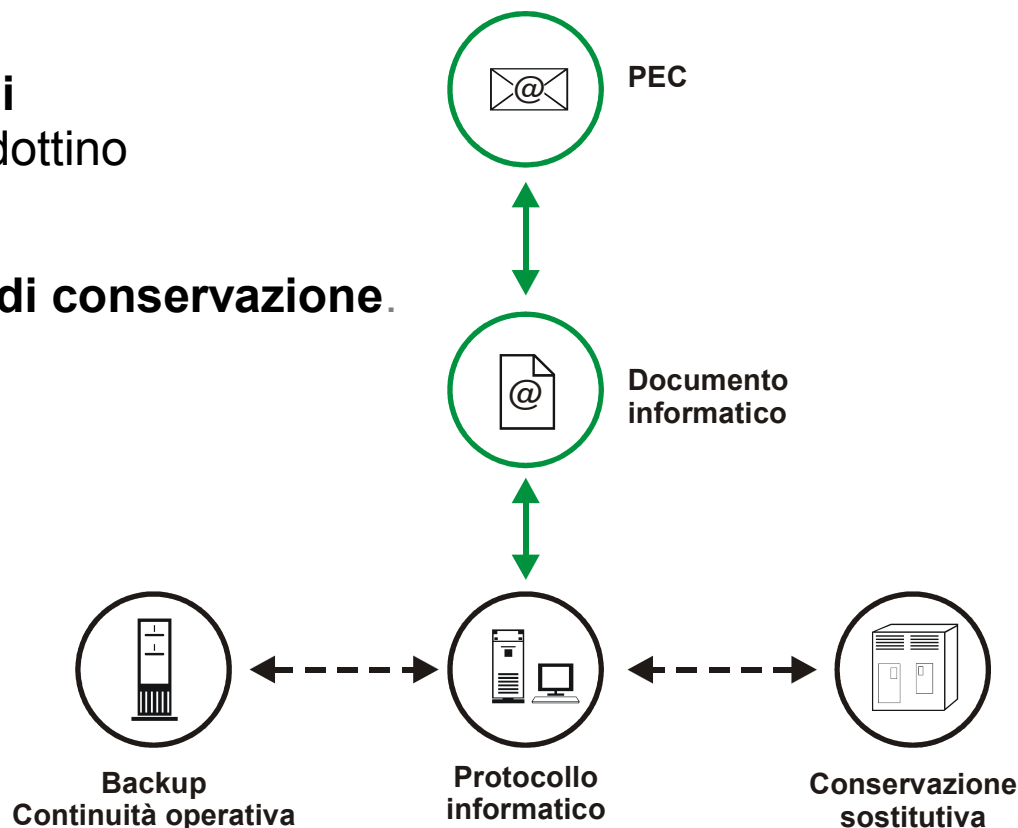 i
dottino
di conservazione.
PEC
@
Documento
informatico
@
Backup
Continuità operativa
Protocollo
informatico
Conservazione
sostitutiva